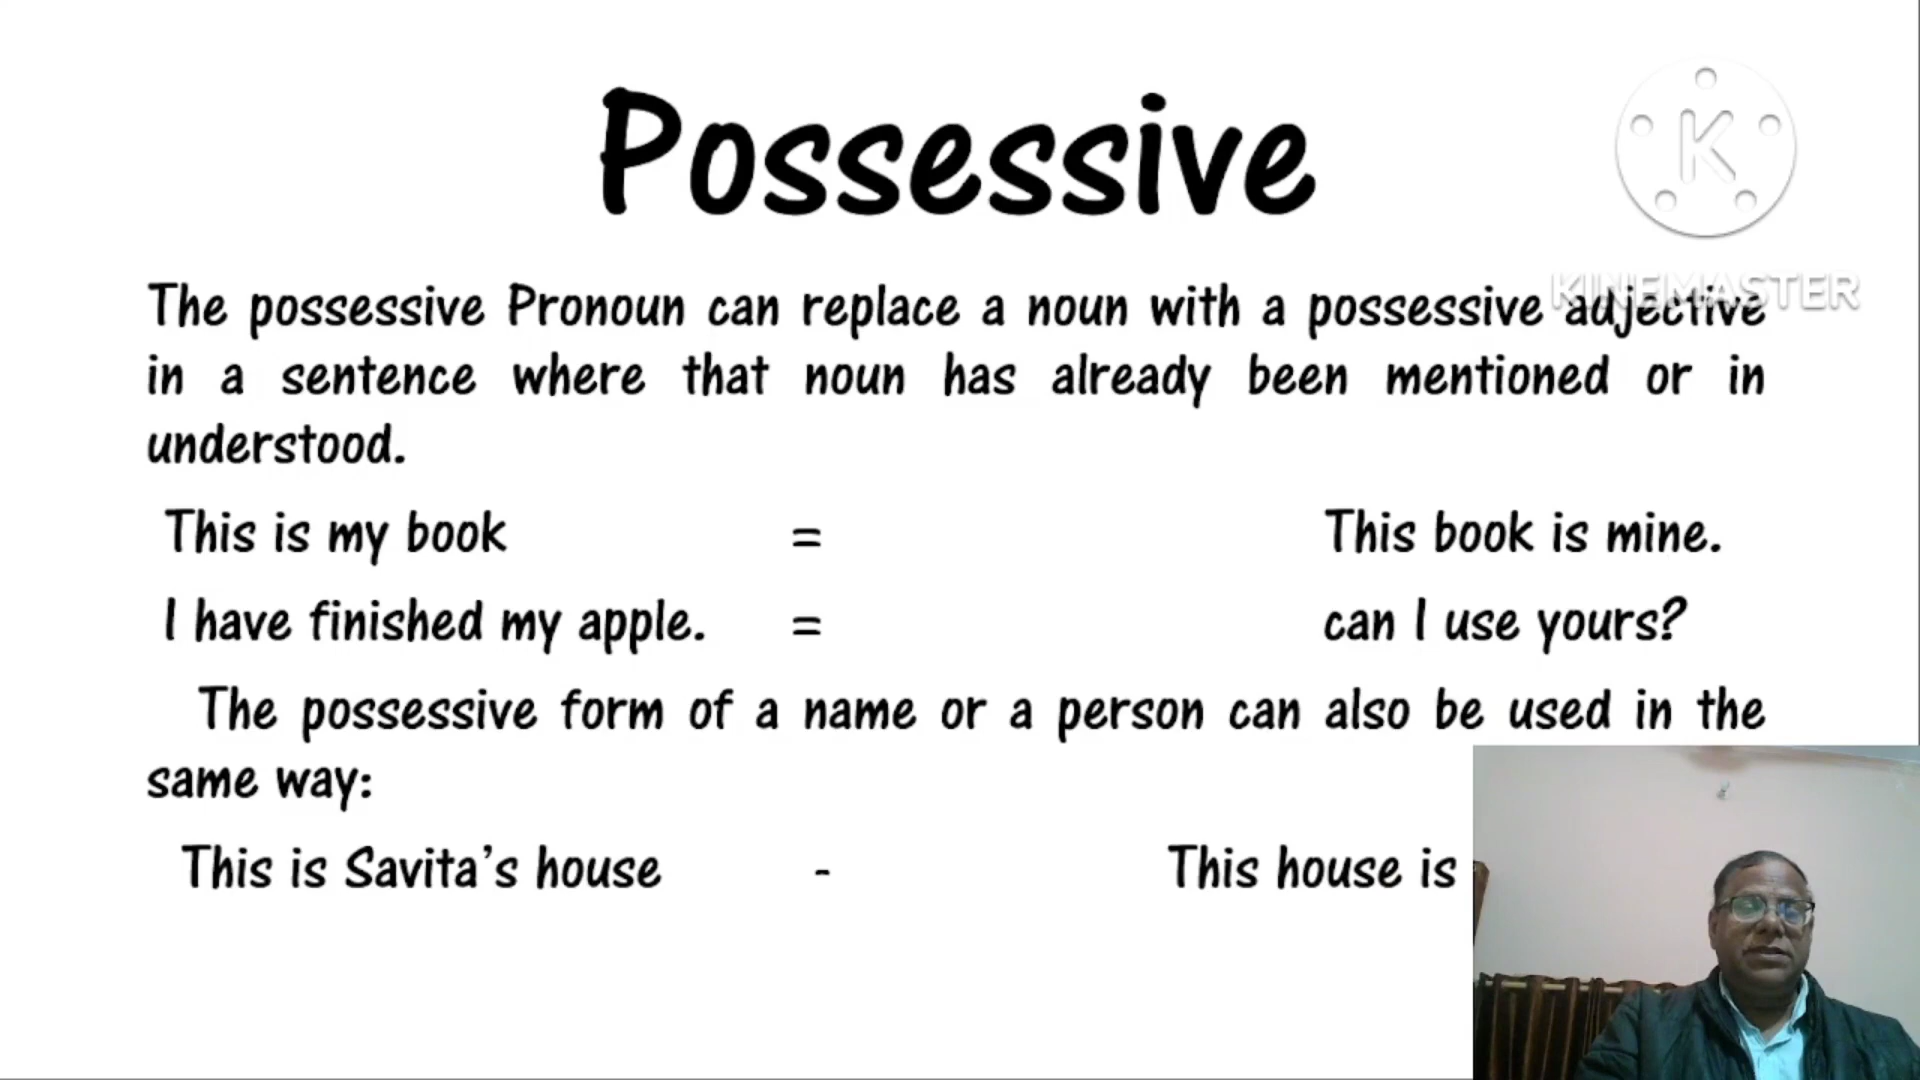 Possessive
K
KINEMASTER
The possessive Pronoun can replace a noun with a possessive adjective
in a sentence where that noun has already been mentioned or in
understood.
This is my book = This book is mine.
I have finished my apple. = can I use yours?
The possessive form of a name or a person can also be used in the
same way:
This is Savita's house - This house is